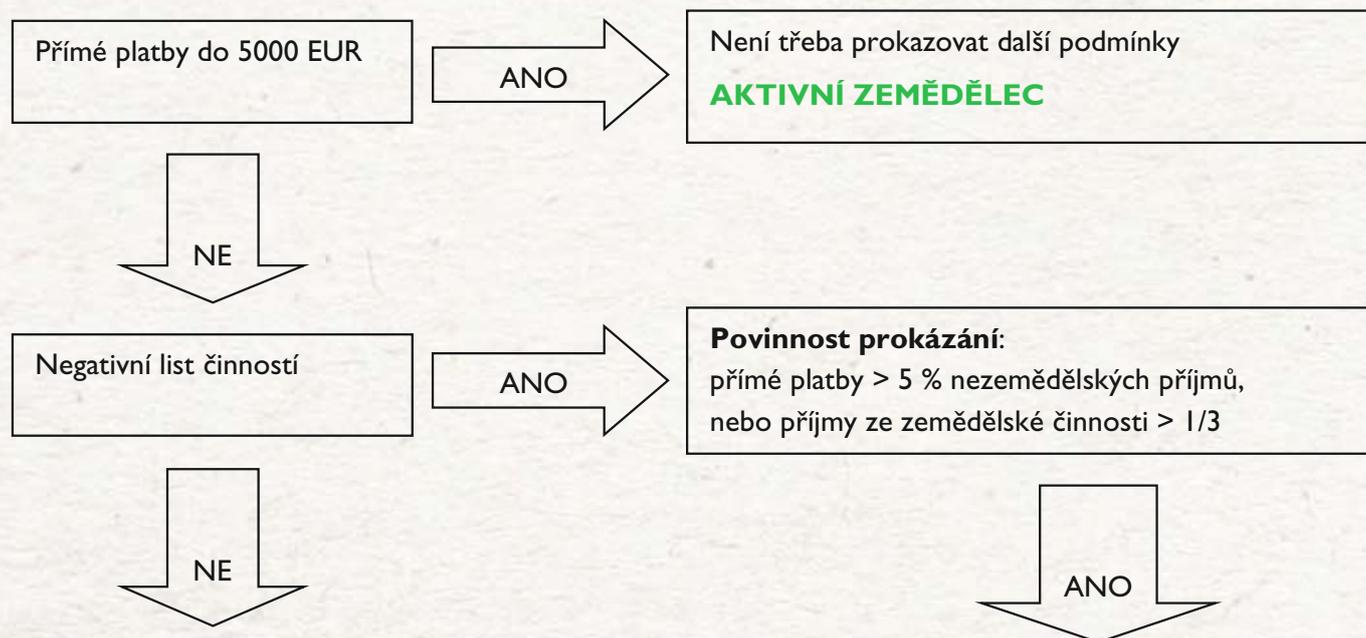 Přímé platby do 5000 EUR
ANO
Není třeba prokazovat další podmínky
AKTIVNÍ ZEMĚDĚLEC
NE
Negativní list činností
ANO
Povinnost prokázání:
přímé platby > 5 % nezemědělských příjmů,
nebo příjmy ze zemědělské činnosti > 1/3
NE
ANO